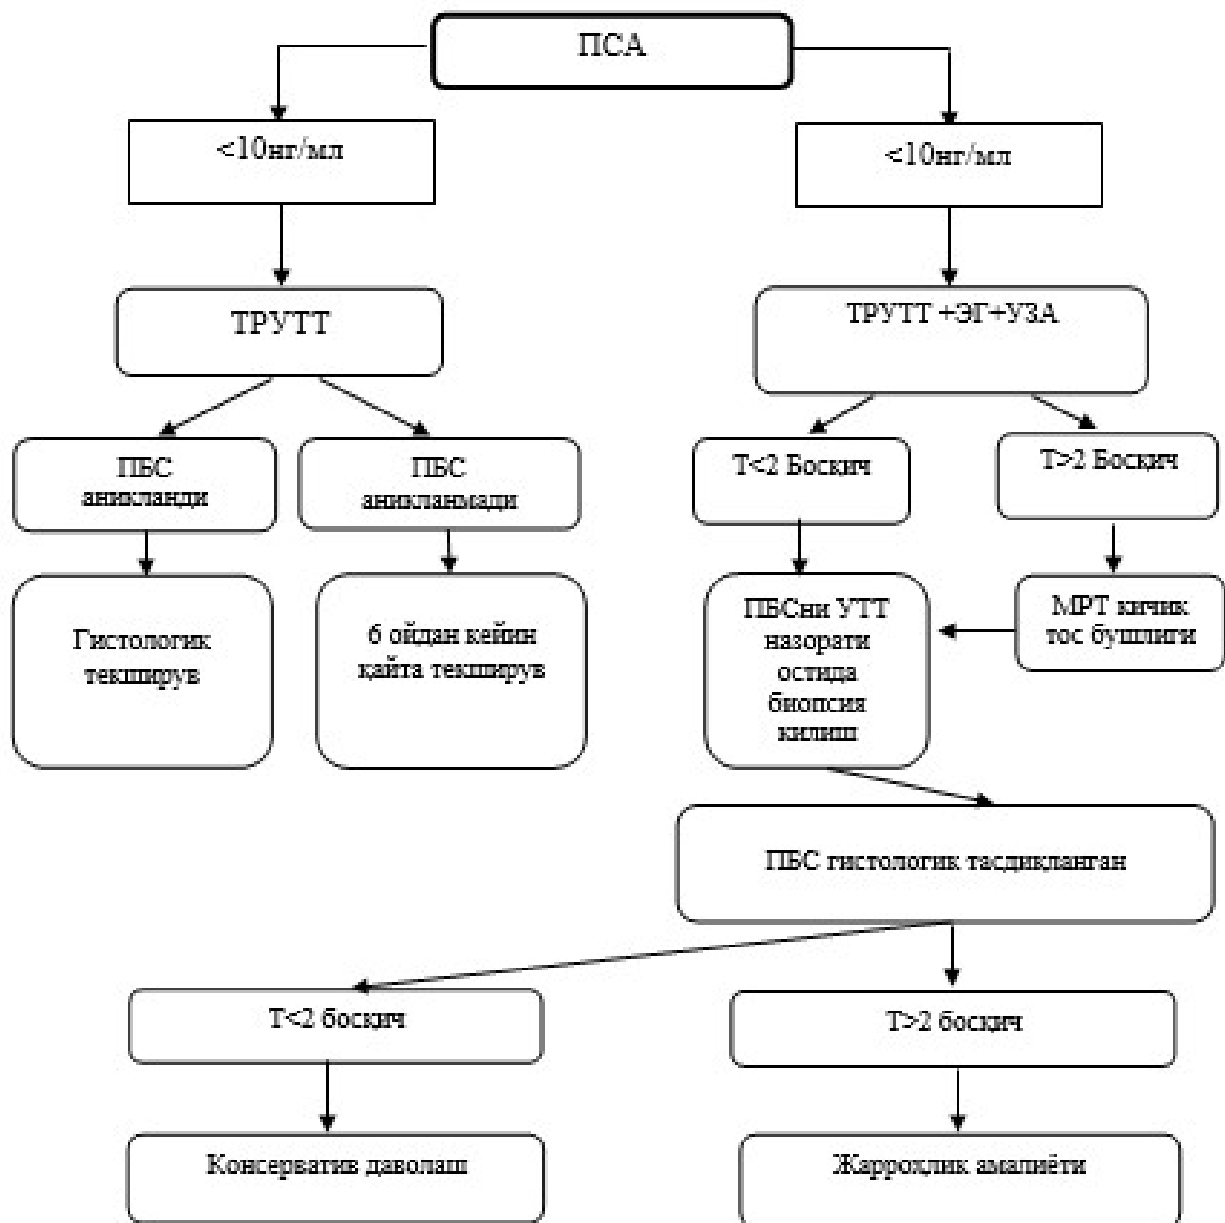 ПСА
<10нг/мл
<10нг/мл
ТРУТТ
ТРУТТ +ЭГ+УЗА
ПБС
аникланди
ПБС
аникланмади
Т<2 Боскич
Т>2 Боскич
Гистологик
текширув
6 ойдан кейин
қайта текширув
ПБСни УТТ
назорати
остида
биопсия
килиш
МРТ кичик
тос бушлиги
ПБС гистологик тасдикланган
Т<2 боскич
Т>2 боскич
Консерватив даволаш
Жарроҳлик амалиёти